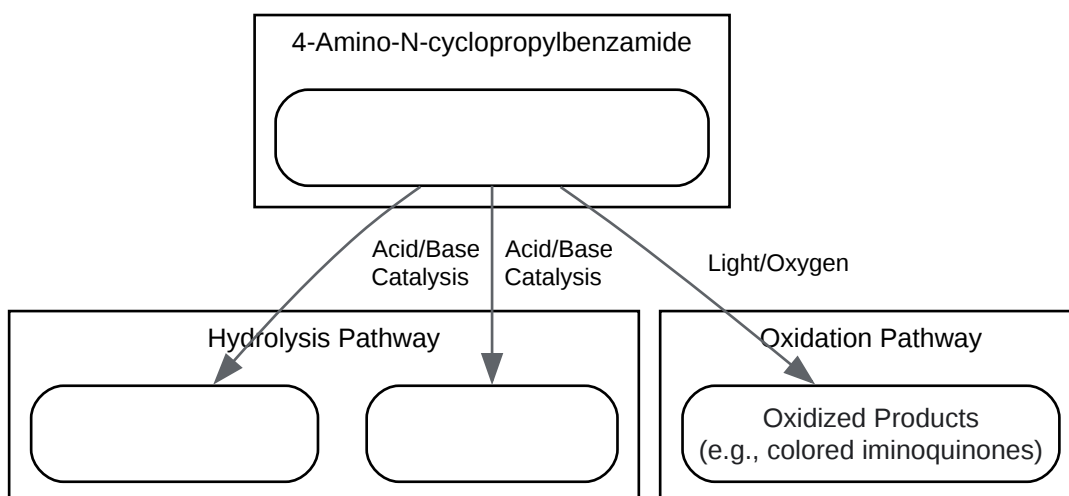 4-Amino-N-cyclopropylbenzamide
Acid/Base
Catalysis
Acid/Base
Catalysis
Light/Oxygen
Hydrolysis Pathway
Oxidation Pathway
Oxidized Products
(e.g., colored iminoquinones)